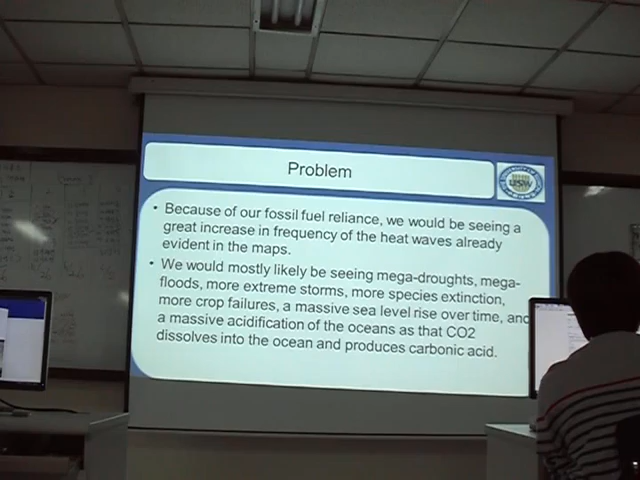 Problem
• Because of our fossil fuel reliance, we would be seeing a
great increase in frequency of the heat waves already
evident in the maps.
• We would mostly likely be seeing mega-droughts, mega-
floods, more extreme storms, more species extinction,
more crop failures, a massive sea level rise over time, and
a massive acidification of the oceans as that CO2
dissolves into the ocean and produces carbonic acid.